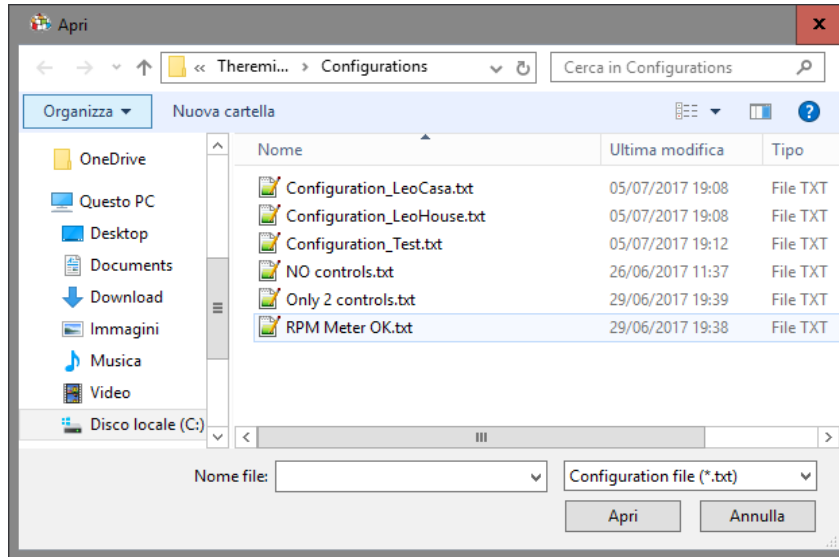 Apri
« Theremi... > Configurations
Cerca in Configurations
Organizza
Nuova cartella
OneDrive
Questo PC
Desktop
Documents
Download
Immagini
Musica
Video
Disco locale (C:)
Nome Ultima modifica Tipo
Configuration_LeoCasa.txt 05/07/2017 19:08 File TXT
Configuration_LeoHouse.txt 05/07/2017 19:08 File TXT
Configuration_Test.txt 05/07/2017 19:12 File TXT
NO controls.txt 26/06/2017 11:37 File TXT
Only 2 controls.txt 29/06/2017 19:39 File TXT
RPM Meter OK.txt 29/06/2017 19:38 File TXT
Nome file:
Configuration file (*.txt)
Apri
Annulla